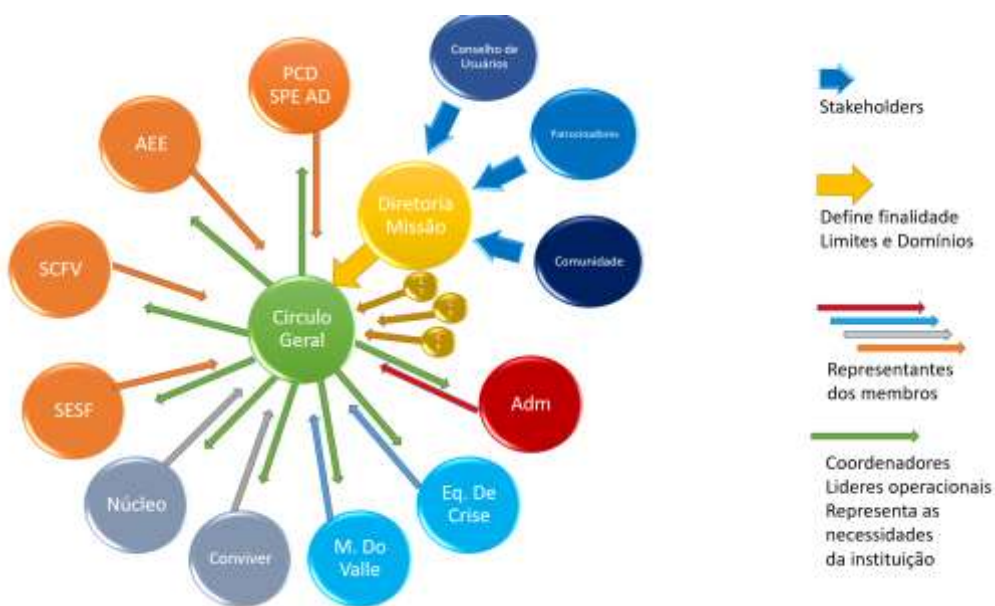 Conselho de
Usuários
PCD
SPE AD
AEE
Patrocinadores
Diretoria
Missão
Comunidade
SCFV
Círculo
Geral
SESF
Adm
Núcleo
Eq. De
Crise
Conviver
M. Do
Valle
Stakeholders
Define finalidade
Limites e Domínios
Representantes
dos membros
Coordenadores
Lideres operacionais
Representa as
necessidades
da instituição